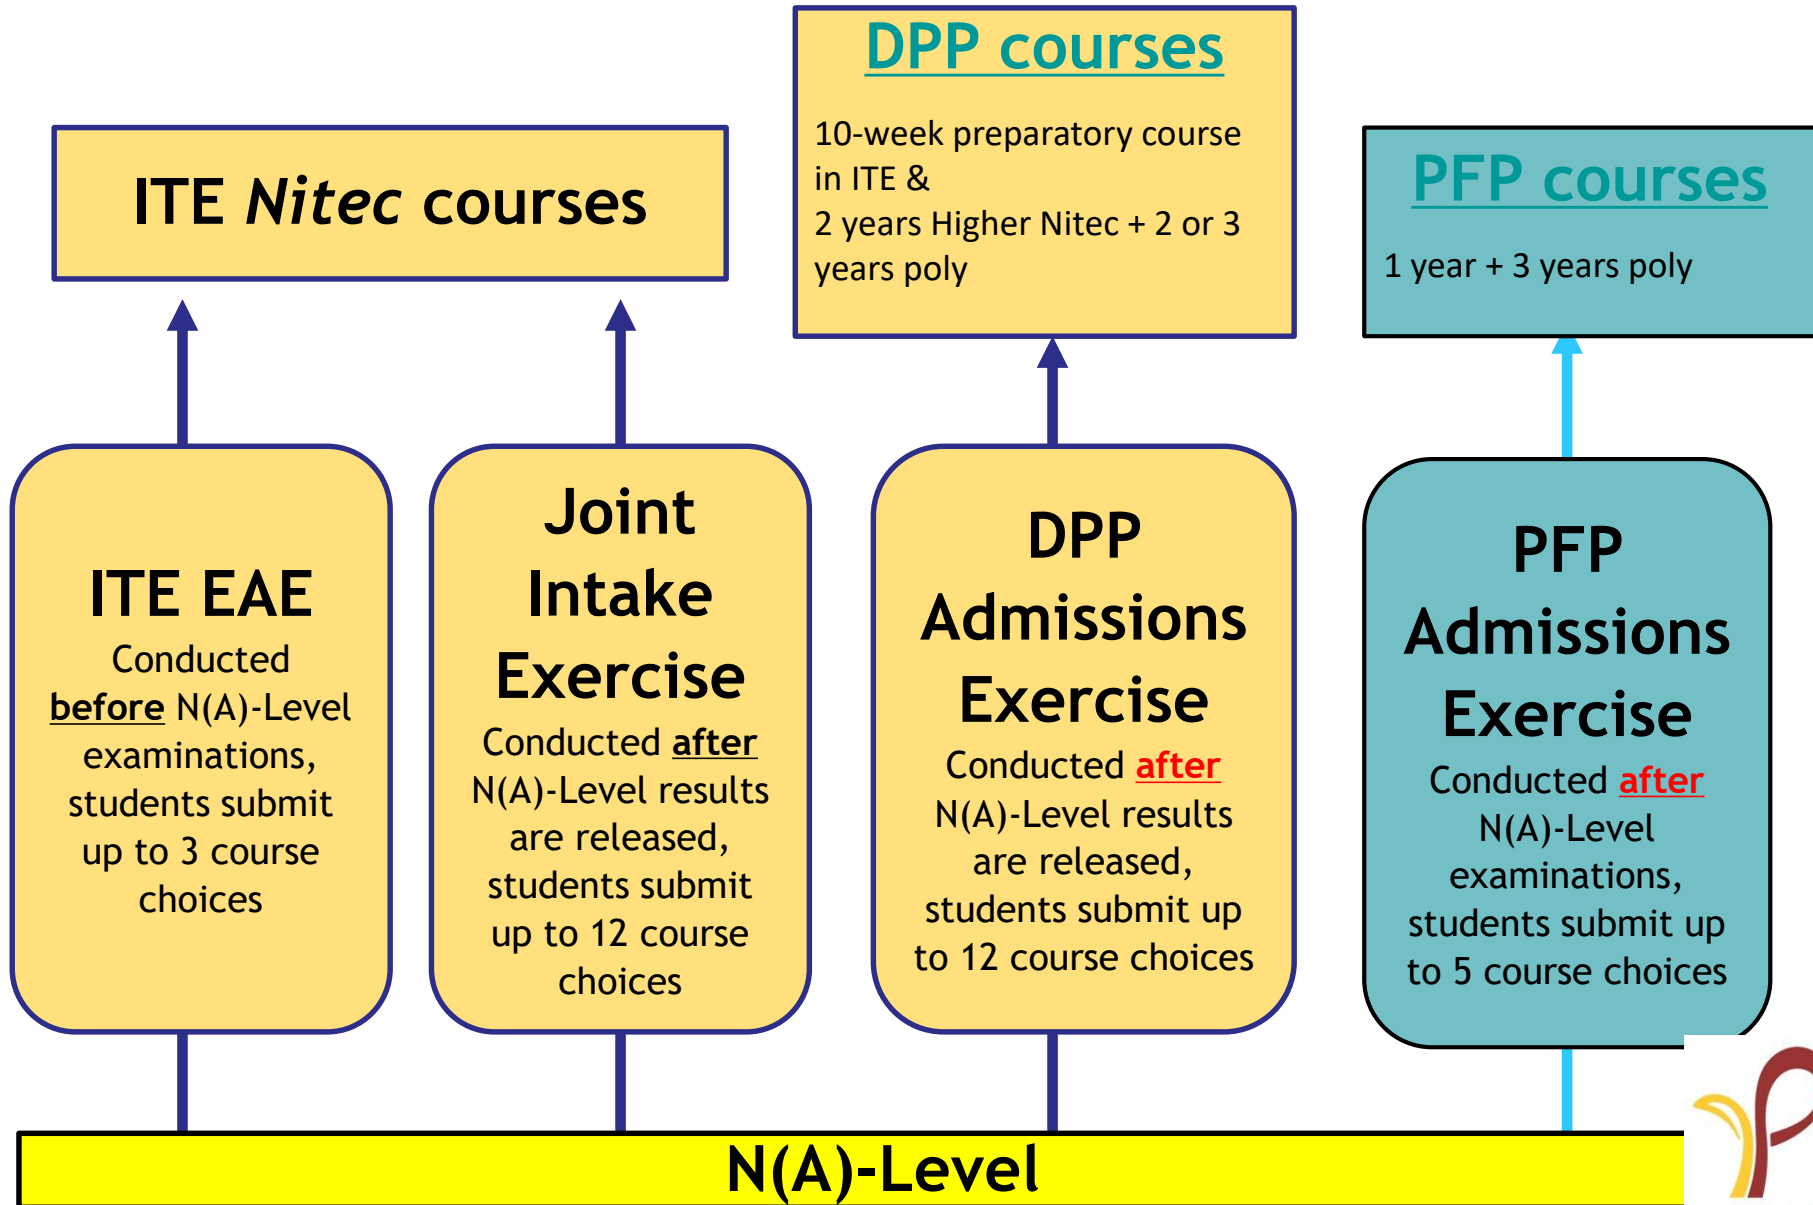 DPP courses
10-week preparatory course
in ITE &
2 years Higher Nitec + 2 or 3
years poly
ITE Nitec courses
PFP courses
1 year + 3 years poly
ITE EAE
Conducted
before N(A)-Level
examinations,
students submit
up to 3 course
choices
Joint
Intake
Exercise
Conducted after
N(A)-Level results
are released,
students submit
up to 12 course
choices
DPP
Admissions
Exercise
Conducted after
N(A)-Level results
are released,
students submit up
to 12 course choices
PFP
Admissions
Exercise
Conducted after
N(A)-Level
examinations,
students submit up
to 5 course choices
N(A)-Level